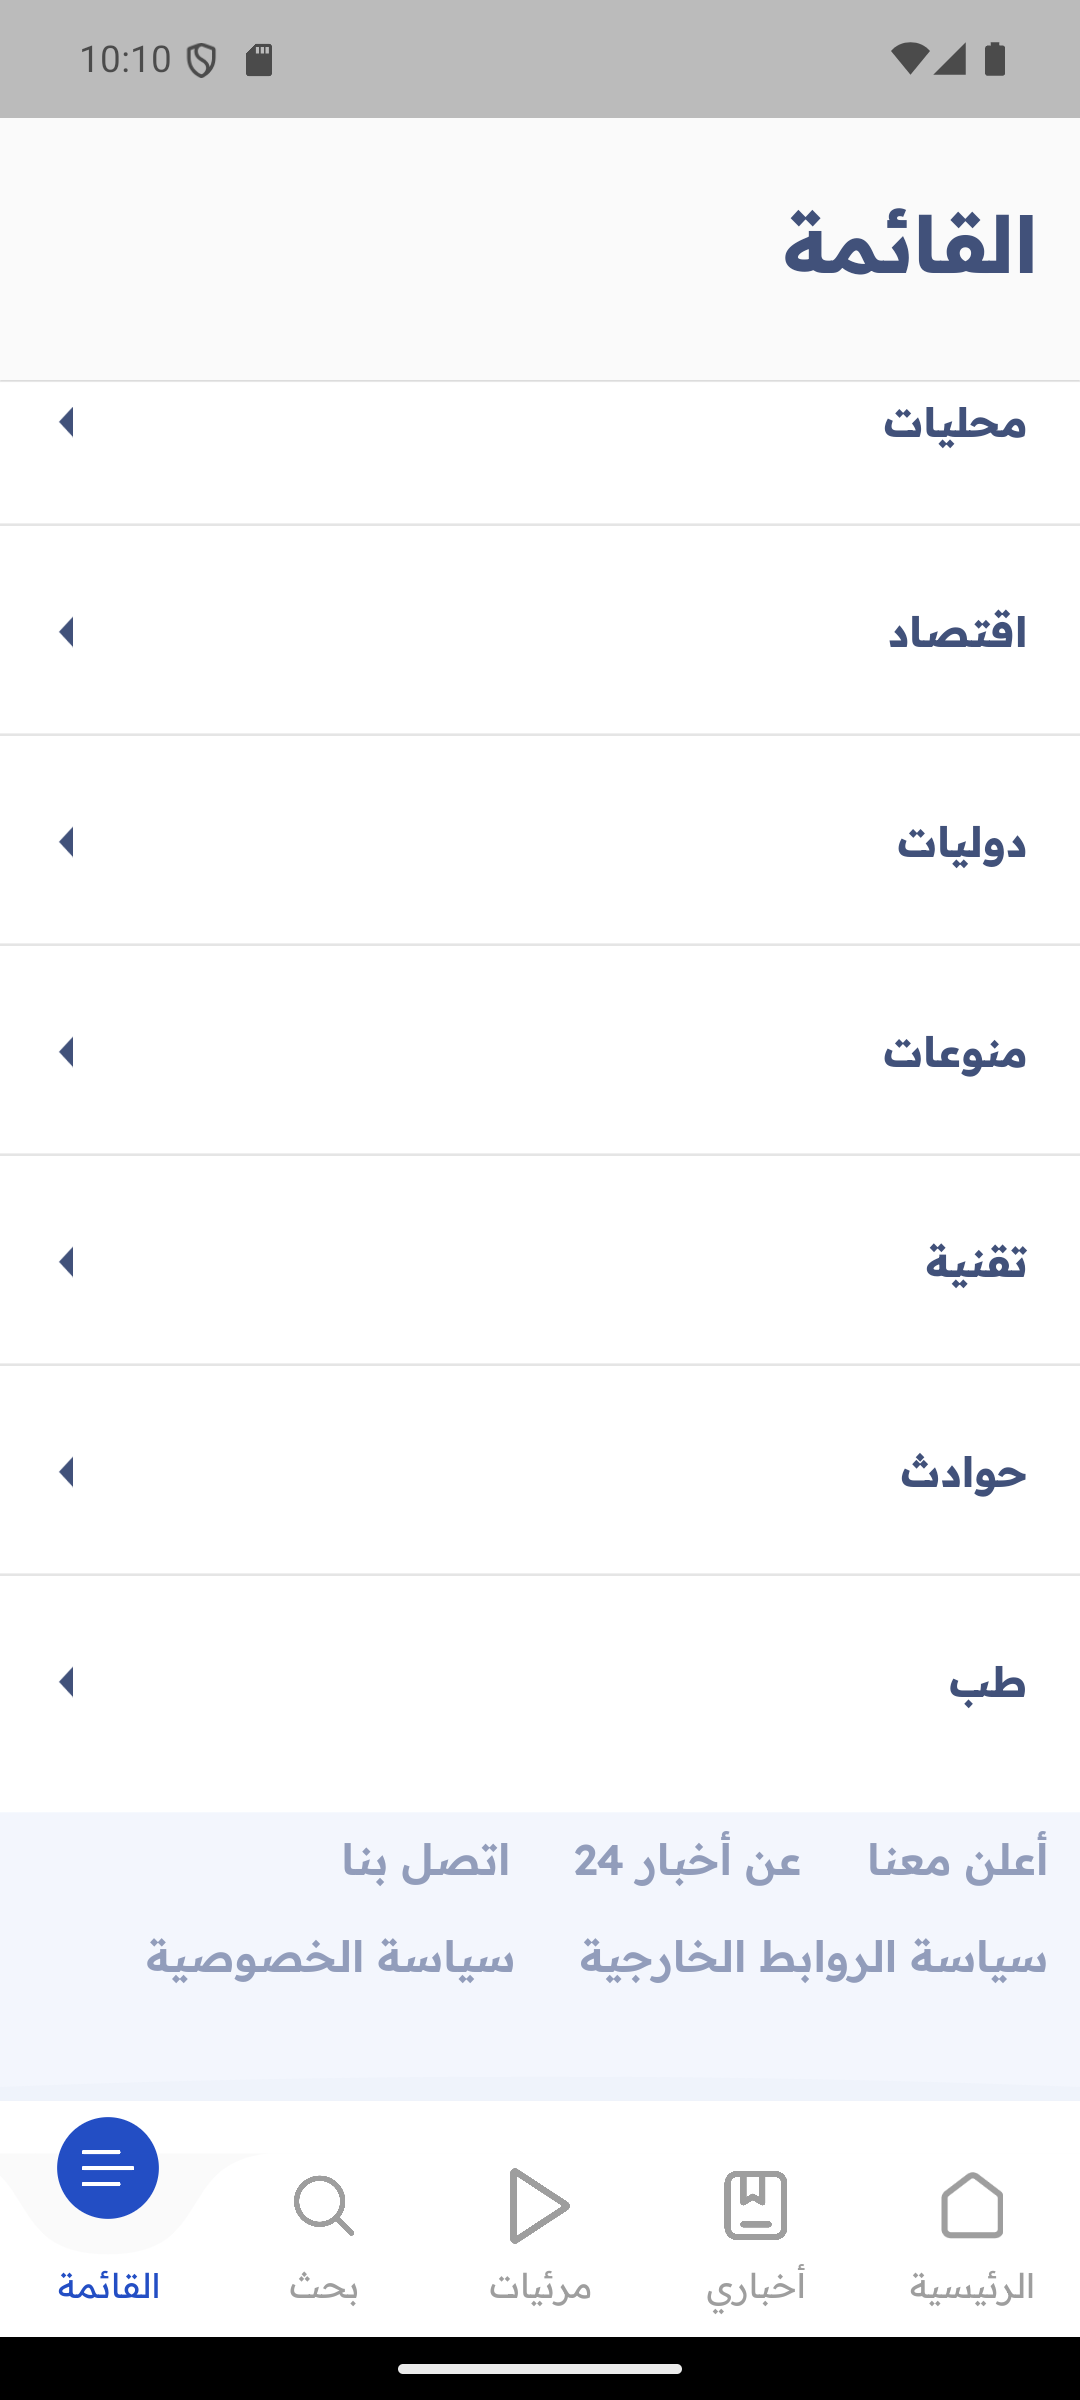 10:10
القائمة
محليات
اقتصاد
دوليات
منوعات
تقنية
حوادث
طب
أعلن معنا عن أخبار 24 اتصل بنا
سياسة الروابط الخارجية سياسة الخصوصية
الرئيسية أخباري مرئيات بحث القائمة